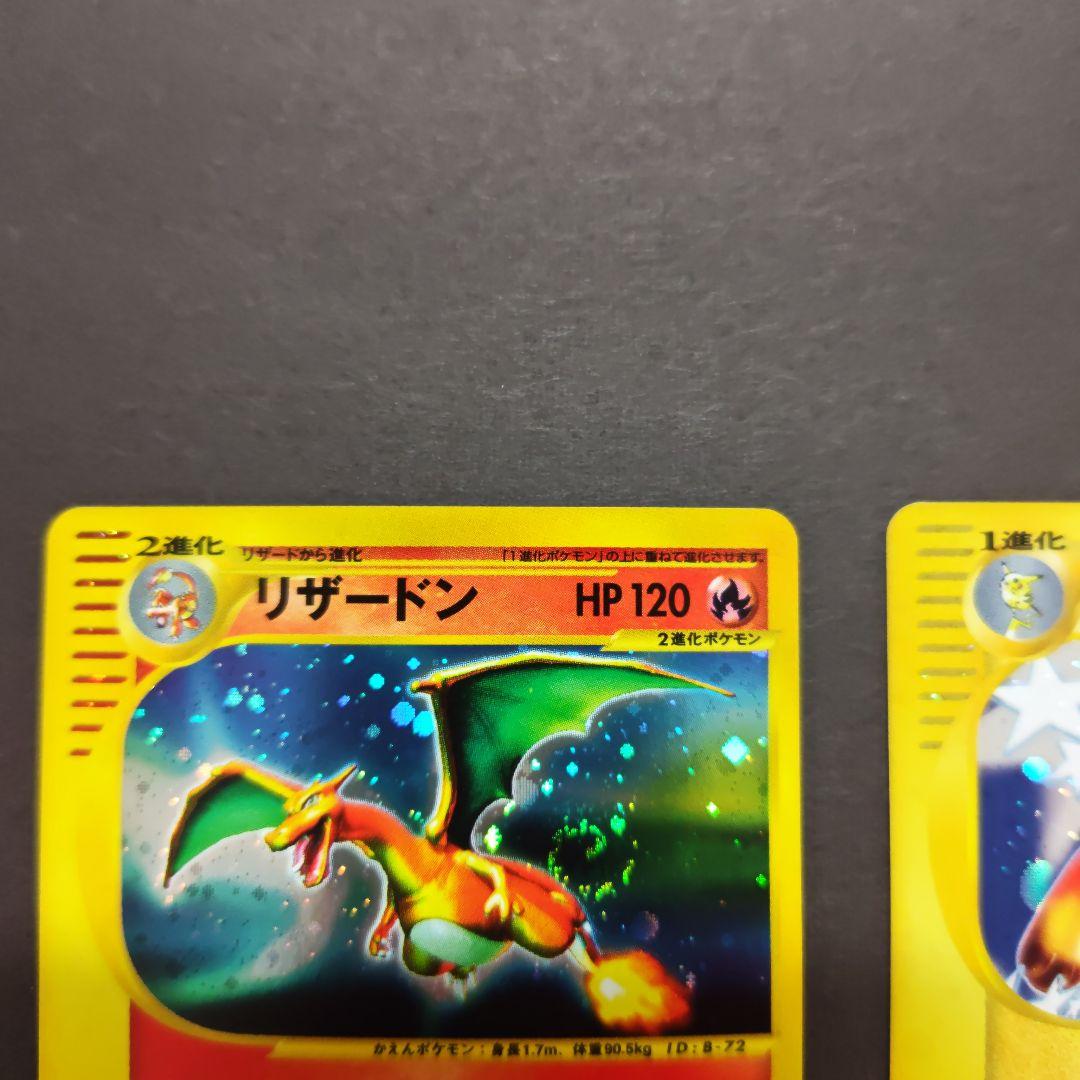 2進化
リザードから進化
「1進化ポケモン」の上に重ねて進化させます。
リザードン HP 120
2進化ポケモン
かえんポケモン：身長1.7m、体重90.5kg ID:B-72
1進化